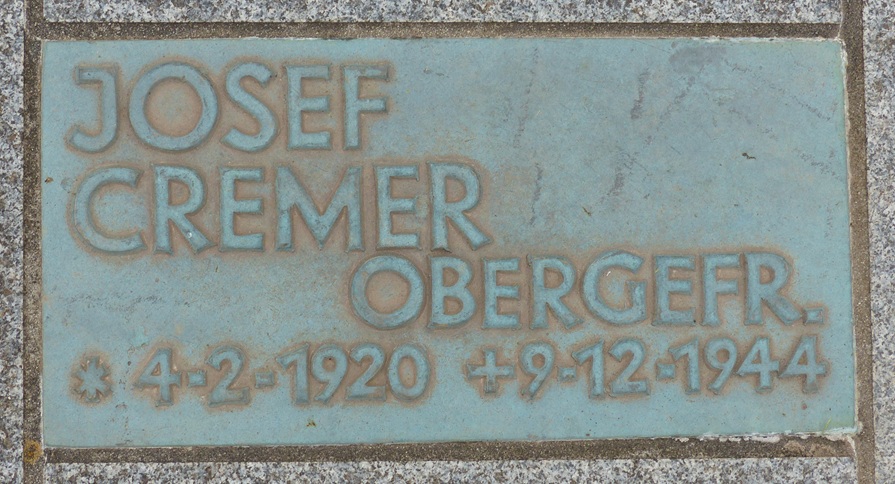 JOSEF
CREMER
OBERGEFR.
* 4-2-1920 +9-12-1944